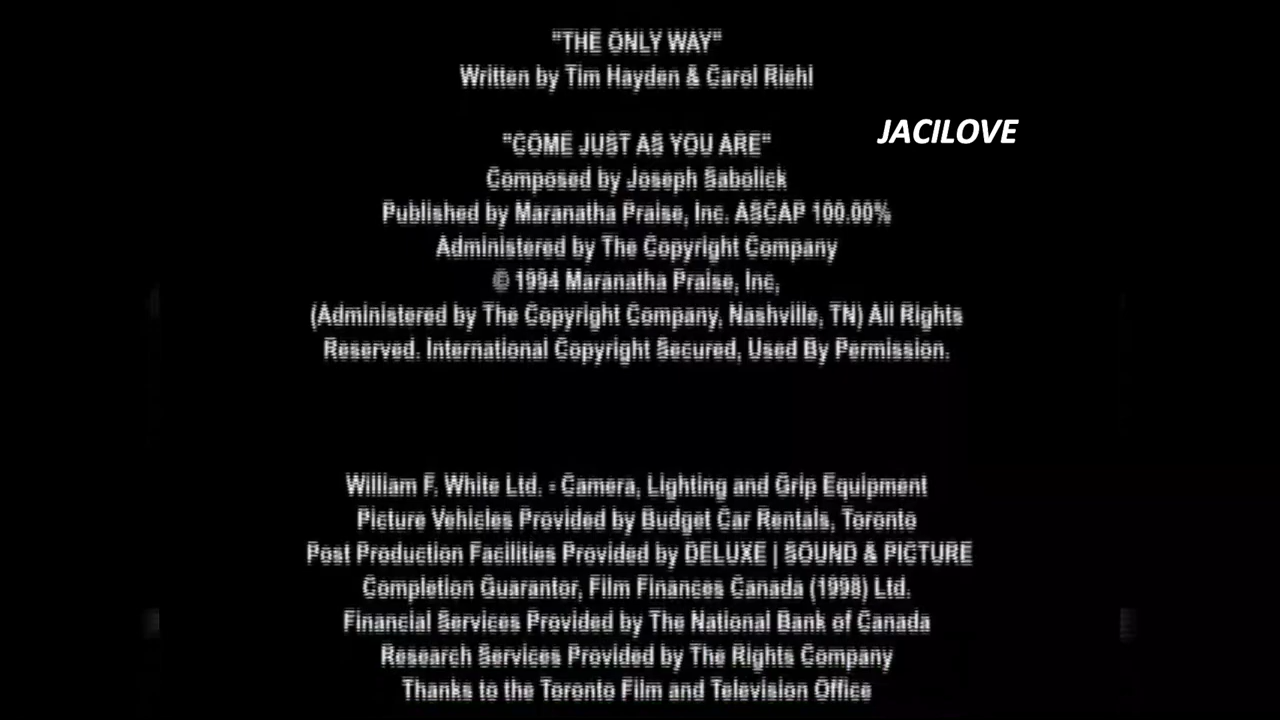 "THE ONLY WAY"
Written by Tim Hayden & Carol Riehl
JACILOVE
"COME JUST AS YOU ARE"
Composed by Joseph Sabolick
Published by Maranatha Praise, Inc. ASCAP 100.00%
Administered by The Copyright Company
© 1994 Maranatha Praise, Inc,
(Administered by The Copyright Company, Nashville, TN) All Rights
Reserved. International Copyright Secured, Used By Permission.
William F. White Ltd. - Camera, Lighting and Grip Equipment
Picture Vehicles Provided by Budget Car Rentals, Toronto
Post Production Facilities Provided by DELUXE | SOUND & PICTURE
Completion Guarantor, Film Finances Canada (1998) Ltd.
Financial Services Provided by The National Bank of Canada
Research Services Provided by The Rights Company
Thanks to the Toronto Film and Television Office